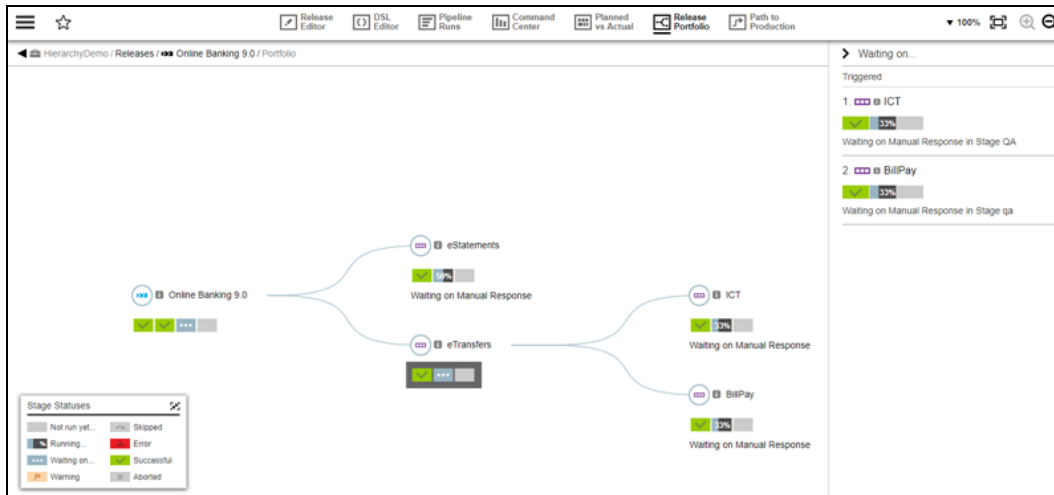 Release Editor
DSL Editor
Pipeline Runs
Command Center
Planned vs Actual
Release Portfolio
Path to Production
▼ 100%
HierarchyDemo / Releases / Online Banking 9.0 / Portfolio
Waiting on...
Triggered
1. ICT
33%
Waiting on Manual Response in Stage QA
2. BillPay
33%
Waiting on Manual Response in Stage qa
eStatements
50%
Waiting on Manual Response
Online Banking 9.0
ICT
33%
Waiting on Manual Response
eTransfers
BillPay
33%
Waiting on Manual Response
Stage Statuses
Not run yet... Skipped
% Running... Error
Waiting on... Successful
Warning Aborted